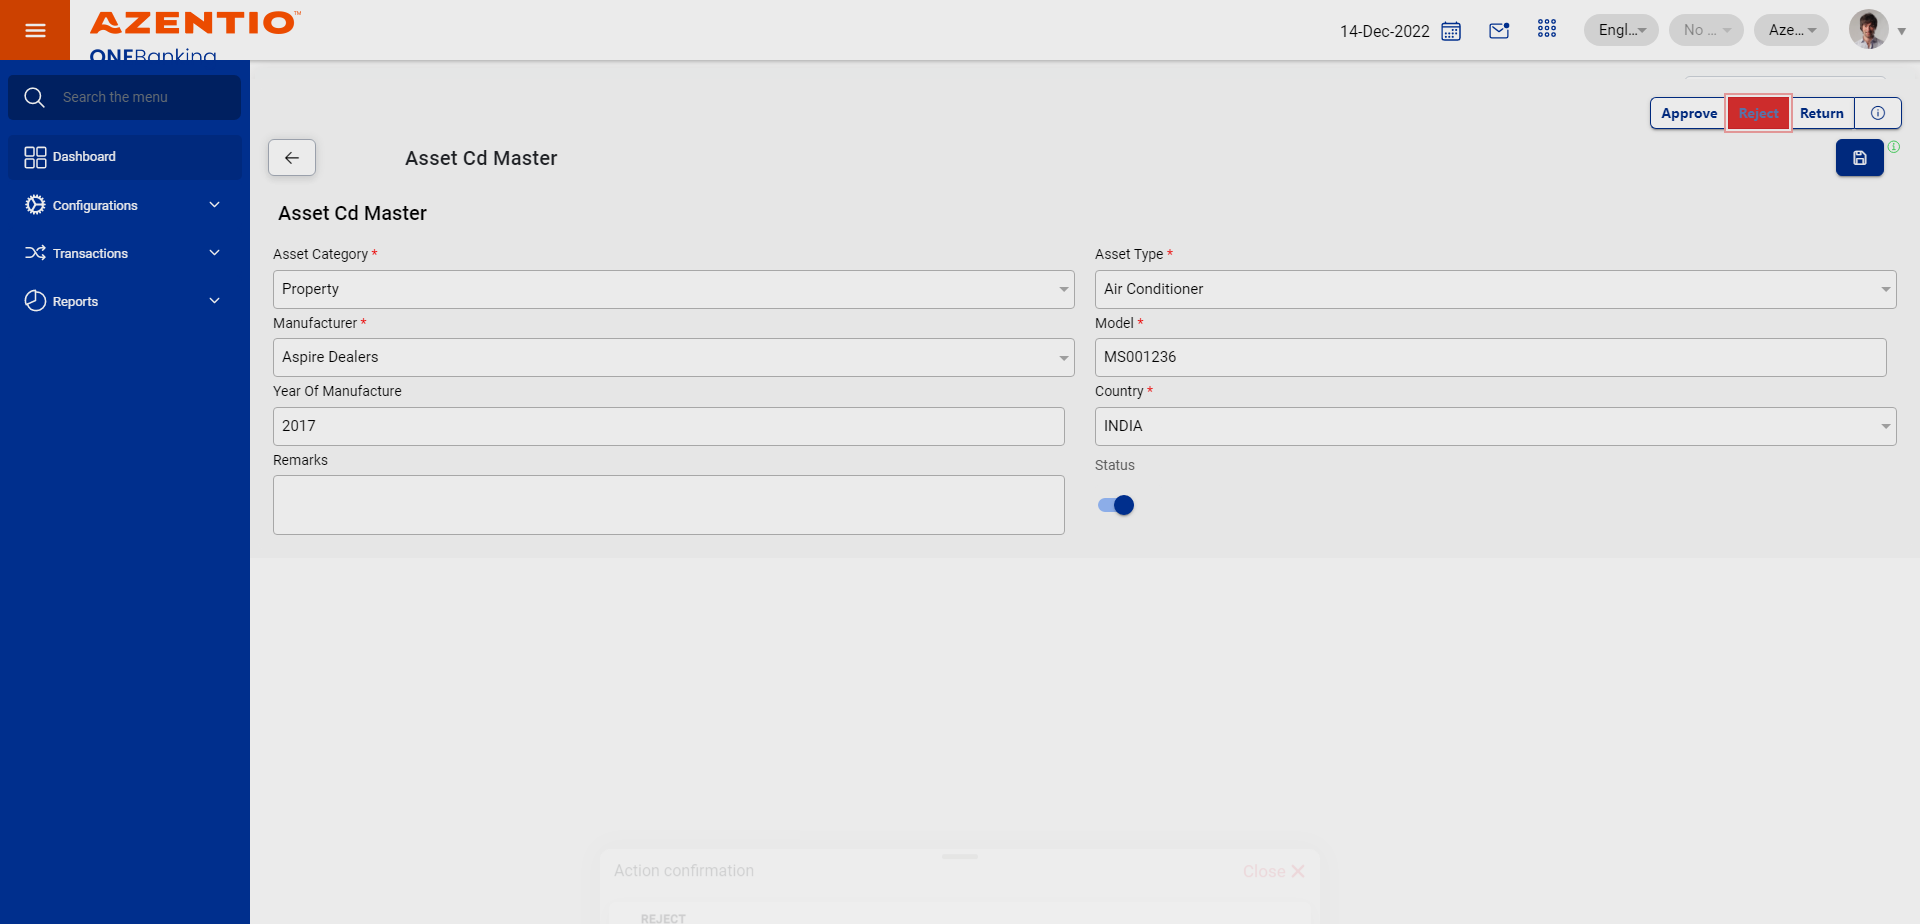 AZENTIO™
ONEBanking
14-Dec-2022
Engl...
No ...
Aze...
Search the menu
Dashboard
Configurations
Transactions
Reports
Approve
Reject
Return
Asset Cd Master
Asset Cd Master
Asset Category *
Asset Type *
Property
Air Conditioner
Manufacturer *
Model *
Aspire Dealers
MS001236
Year Of Manufacture
Country *
2017
INDIA
Remarks
Status
Action confirmation
Close
REJECT